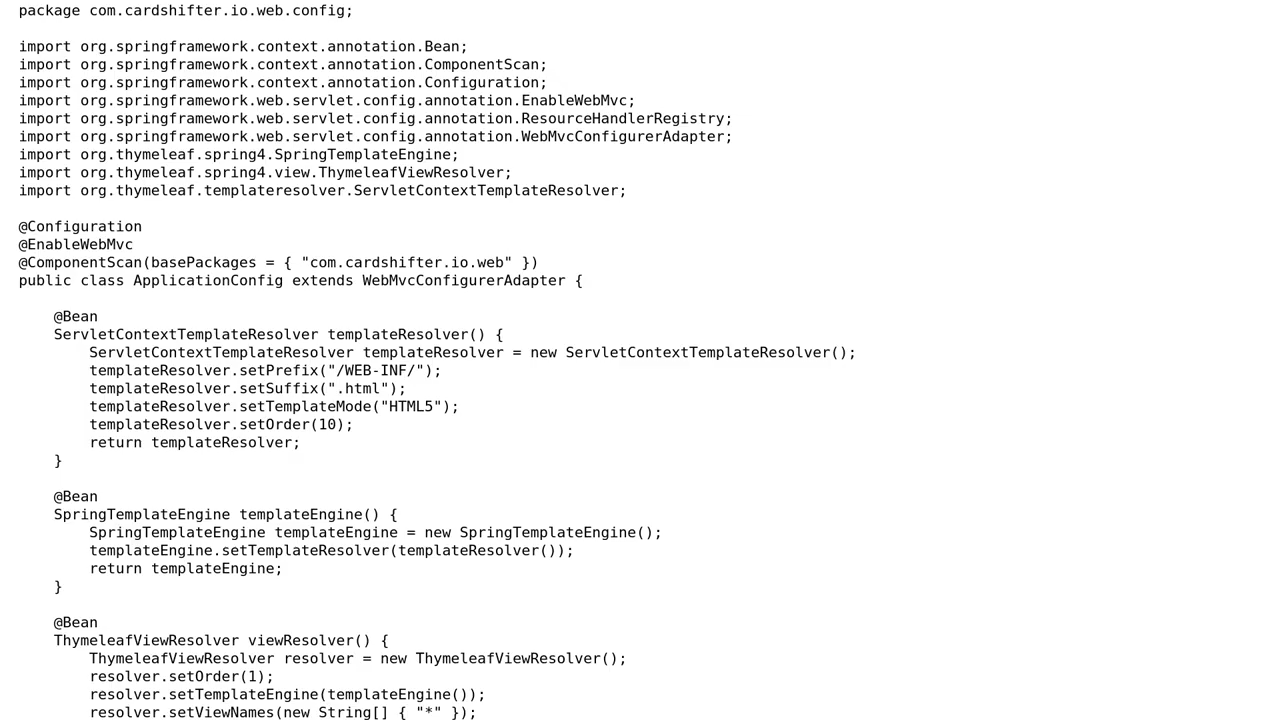 package com.cardshifter.io.web.config;

import org.springframework.context.annotation.Bean;
import org.springframework.context.annotation.ComponentScan;
import org.springframework.context.annotation.Configuration;
import org.springframework.web.servlet.config.annotation.EnableWebMvc;
import org.springframework.web.servlet.config.annotation.ResourceHandlerRegistry;
import org.springframework.web.servlet.config.annotation.WebMvcConfigurerAdapter;
import org.thymeleaf.spring4.SpringTemplateEngine;
import org.thymeleaf.spring4.view.ThymeleafViewResolver;
import org.thymeleaf.templateresolver.ServletContextTemplateResolver;

@Configuration
@EnableWebMvc
@ComponentScan(basePackages = { "com.cardshifter.io.web" })
public class ApplicationConfig extends WebMvcConfigurerAdapter {

    @Bean
    ServletContextTemplateResolver templateResolver() {
        ServletContextTemplateResolver templateResolver = new ServletContextTemplateResolver();
        templateResolver.setPrefix("/WEB-INF/");
        templateResolver.setSuffix(".html");
        templateResolver.setTemplateMode("HTML5");
        templateResolver.setOrder(10);
        return templateResolver;
    }

    @Bean
    SpringTemplateEngine templateEngine() {
        SpringTemplateEngine templateEngine = new SpringTemplateEngine();
        templateEngine.setTemplateResolver(templateResolver());
        return templateEngine;
    }

    @Bean
    ThymeleafViewResolver viewResolver() {
        ThymeleafViewResolver resolver = new ThymeleafViewResolver();
        resolver.setOrder(1);
        resolver.setTemplateEngine(templateEngine());
        resolver.setViewNames(new String[] { "*" });